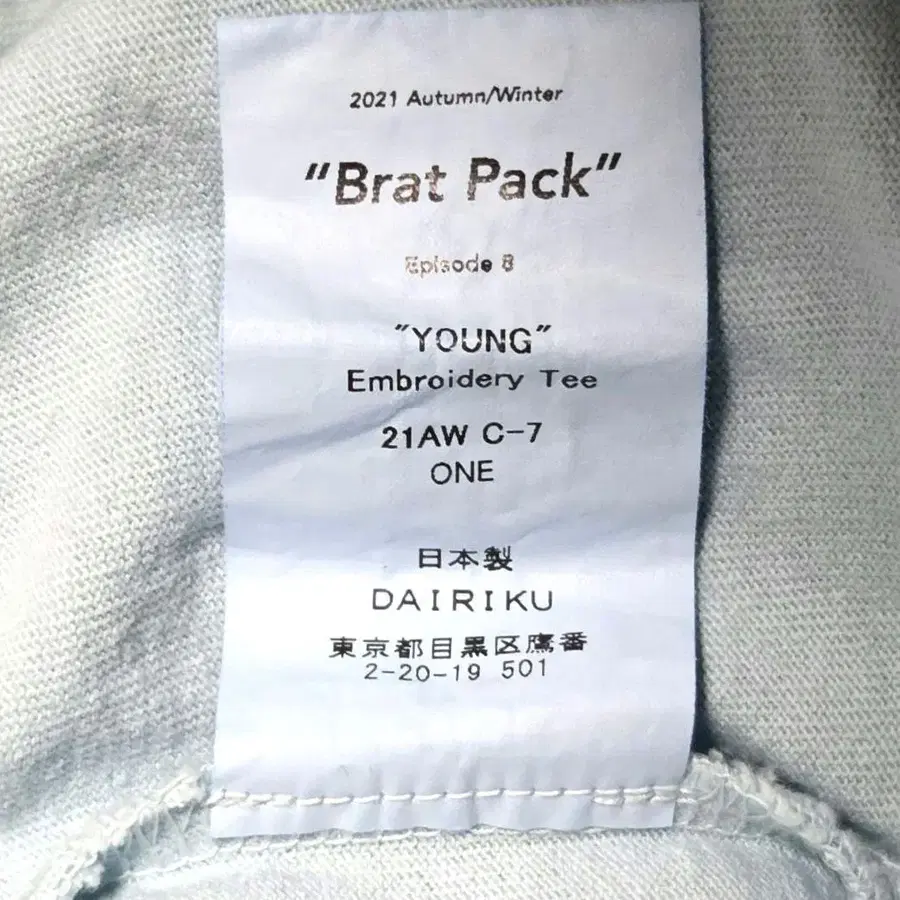 2021 Autumn/Winter
"Brat Pack"
Episode 8
"YOUNG"
Embroidery Tee
21AW C-7
ONE
日本製
DAIRIKU
東京都目黒区鷹番
2-20-19 501